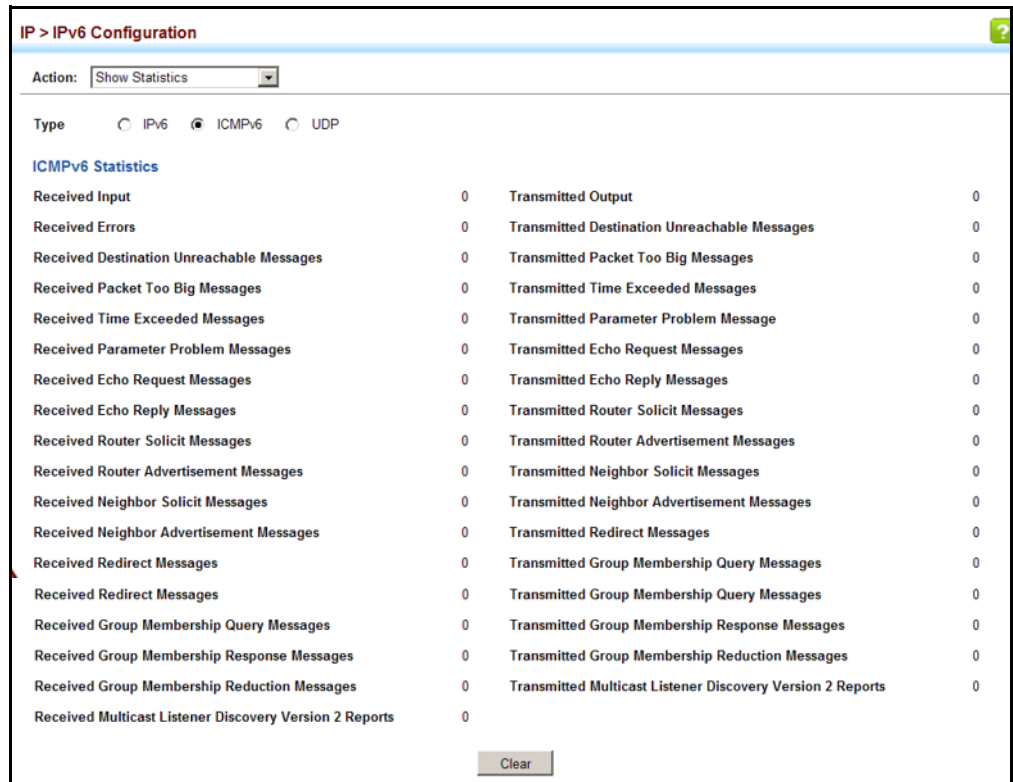 IP > IPv6 Configuration
?
Action: Show Statistics
Type IPv6 ICMPv6 UDP
ICMPv6 Statistics
Received Input 0 Transmitted Output 0
Received Errors 0 Transmitted Destination Unreachable Messages 0
Received Destination Unreachable Messages 0 Transmitted Packet Too Big Messages 0
Received Packet Too Big Messages 0 Transmitted Time Exceeded Messages 0
Received Time Exceeded Messages 0 Transmitted Parameter Problem Message 0
Received Parameter Problem Messages 0 Transmitted Echo Request Messages 0
Received Echo Request Messages 0 Transmitted Echo Reply Messages 0
Received Echo Reply Messages 0 Transmitted Router Solicit Messages 0
Received Router Solicit Messages 0 Transmitted Router Advertisement Messages 0
Received Router Advertisement Messages 0 Transmitted Neighbor Solicit Messages 0
Received Neighbor Solicit Messages 0 Transmitted Neighbor Advertisement Messages 0
Received Neighbor Advertisement Messages 0 Transmitted Redirect Messages 0
Received Redirect Messages 0 Transmitted Group Membership Query Messages 0
Received Redirect Messages 0 Transmitted Group Membership Query Messages 0
Received Group Membership Query Messages 0 Transmitted Group Membership Response Messages 0
Received Group Membership Response Messages 0 Transmitted Group Membership Reduction Messages 0
Received Group Membership Reduction Messages 0 Transmitted Multicast Listener Discovery Version 2 Reports 0
Received Multicast Listener Discovery Version 2 Reports 0
Clear